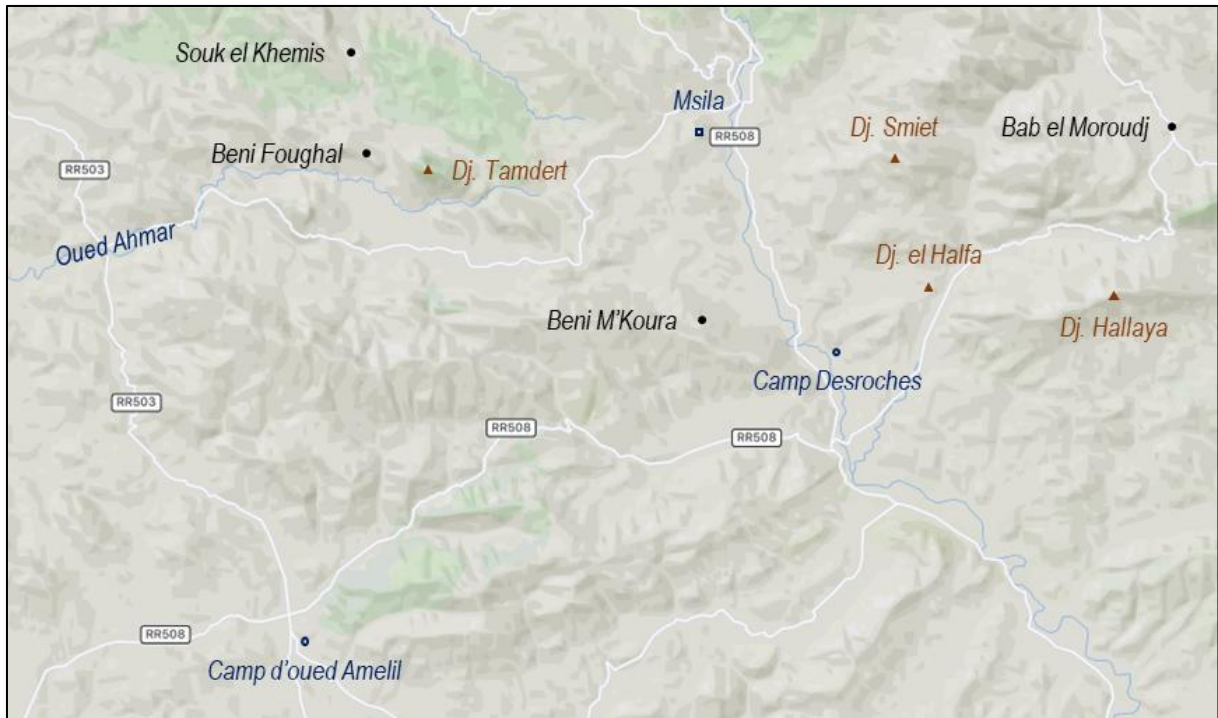 Souk el Khemis
Msila
RR508
Dj. Smiet
Bab el Moroudj
Beni Foughal
RR503
Dj. Tamdert
Oued Ahmar
Dj. el Halfa
Beni M'Koura
Dj. Hallaya
Camp Desroches
RR503
RR508
RR508
RR508
Camp d'oued Amelil